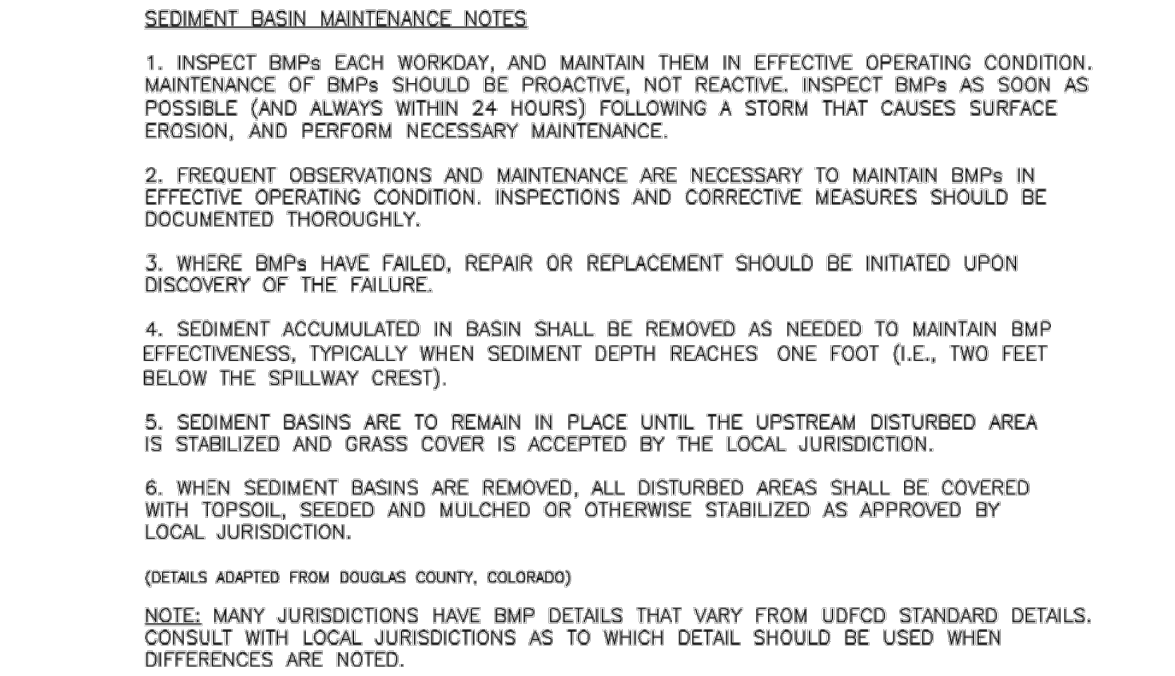 SEDIMENT BASIN MAINTENANCE NOTES
1. INSPECT BMPs EACH WORKDAY, AND MAINTAIN THEM IN EFFECTIVE OPERATING CONDITION.
MAINTENANCE OF BMPs SHOULD BE PROACTIVE, NOT REACTIVE. INSPECT BMPs AS SOON AS
POSSIBLE (AND ALWAYS WITHIN 24 HOURS) FOLLOWING A STORM THAT CAUSES SURFACE
EROSION, AND PERFORM NECESSARY MAINTENANCE.
2. FREQUENT OBSERVATIONS AND MAINTENANCE ARE NECESSARY TO MAINTAIN BMPs IN
EFFECTIVE OPERATING CONDITION. INSPECTIONS AND CORRECTIVE MEASURES SHOULD BE
DOCUMENTED THOROUGHLY.
3. WHERE BMPs HAVE FAILED, REPAIR OR REPLACEMENT SHOULD BE INITIATED UPON
DISCOVERY OF THE FAILURE.
4. SEDIMENT ACCUMULATED IN BASIN SHALL BE REMOVED AS NEEDED TO MAINTAIN BMP
EFFECTIVENESS, TYPICALLY WHEN SEDIMENT DEPTH REACHES ONE FOOT (I.E., TWO FEET
BELOW THE SPILLWAY CREST).
5. SEDIMENT BASINS ARE TO REMAIN IN PLACE UNTIL THE UPSTREAM DISTURBED AREA
IS STABILIZED AND GRASS COVER IS ACCEPTED BY THE LOCAL JURISDICTION.
6. WHEN SEDIMENT BASINS ARE REMOVED, ALL DISTURBED AREAS SHALL BE COVERED
WITH TOPSOIL, SEEDED AND MULCHED OR OTHERWISE STABILIZED AS APPROVED BY
LOCAL JURISDICTION.
(DETAILS ADAPTED FROM DOUGLAS COUNTY, COLORADO)
NOTE: MANY JURISDICTIONS HAVE BMP DETAILS THAT VARY FROM UDFCD STANDARD DETAILS.
CONSULT WITH LOCAL JURISDICTIONS AS TO WHICH DETAIL SHOULD BE USED WHEN
DIFFERENCES ARE NOTED.